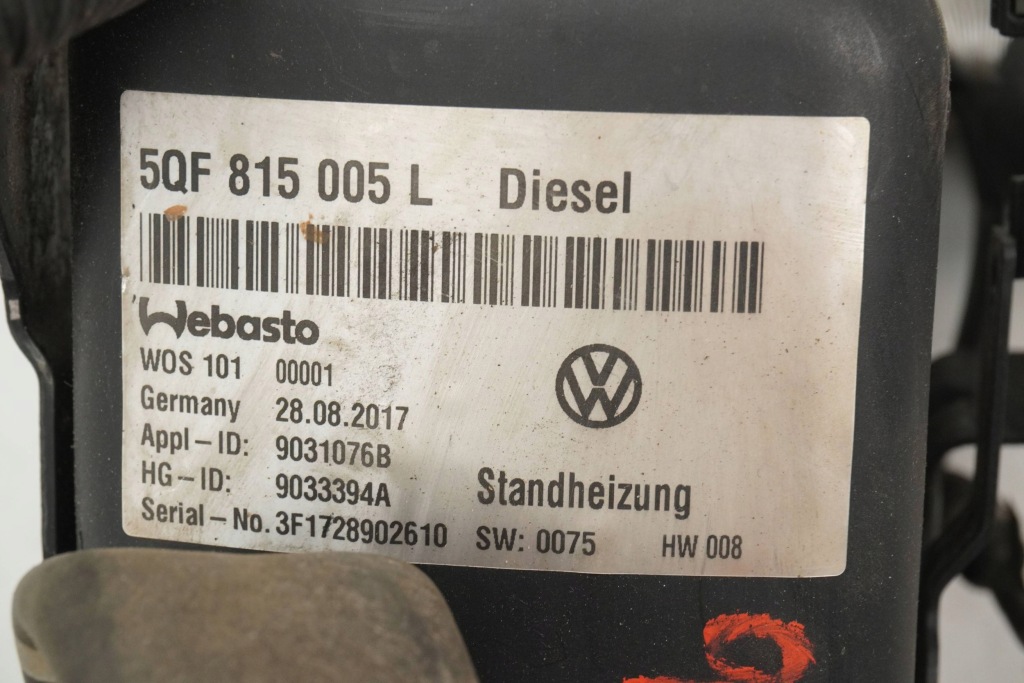 5QF 815 005 L Diesel
Webasto
WOS 101 00001
Germany 28.08.2017
Appl-ID: 9031076B
HG-ID: 9033394A
Standheizung
Serial-No. 3F1728902610 SW: 0075 HW 008